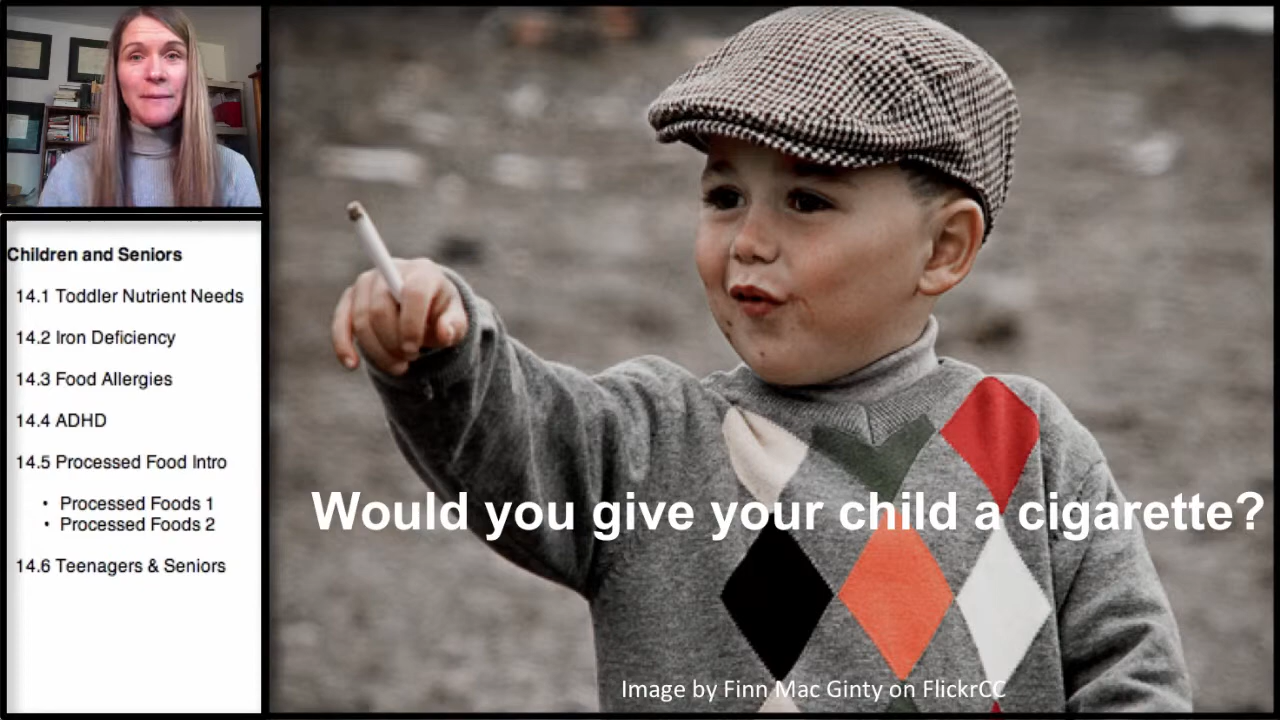 Children and Seniors
14.1 Toddler Nutrient Needs
14.2 Iron Deficiency
14.3 Food Allergies
14.4 ADHD
14.5 Processed Food Intro
• Processed Foods 1
• Processed Foods 2
14.6 Teenagers & Seniors
Would you give your child a cigarette?
Image by Finn Mac Ginty on FlickrCC